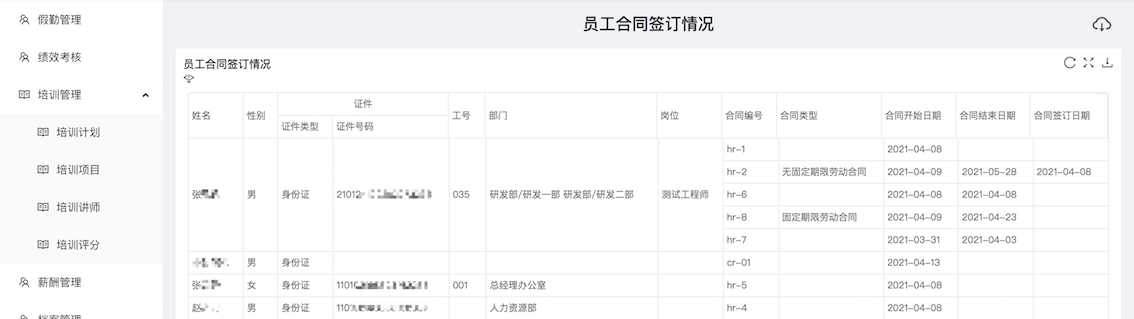 假勤管理
绩效考核
培训管理
培训计划
培训项目
培训讲师
培训评分
薪酬管理
档案管理
员工合同签订情况
员工合同签订情况
姓名 性别 证件 工号 部门 岗位 合同编号 合同类型 合同开始日期 合同结束日期 合同签订日期
证件类型 证件号码
hr-1 2021-04-08
hr-2 无固定期限劳动合同 2021-04-09 2021-05-28 2021-04-08
张 男 身份证 21012 035 研发部/研发一部 研发部/研发二部 测试工程师 hr-6 2021-04-08 2021-04-08
hr-8 固定期限劳动合同 2021-04-09 2021-04-23
hr-7 2021-03-31 2021-04-03
男 身份证 cr-01 2021-04-13
张 女 身份证 1101 001 总经理办公室 hr-5 2021-04-08
赵 男 身份证 110 人力资源部 hr-4 2021-04-08